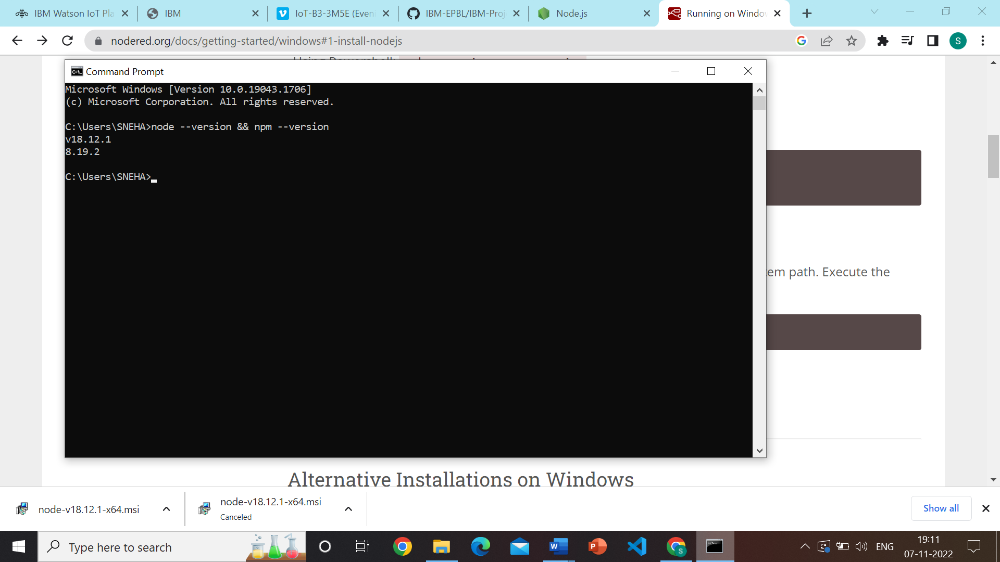 IBM Watson IoT Pla
IBM
IoT-B3-3M5E (Eveni
IBM-EPBL/IBM-Proj
Node.js
Running on Windo
nodered.org/docs/getting-started/windows#1-install-nodejs
S
Command Prompt
Microsoft Windows [Version 10.0.19043.1706]
(c) Microsoft Corporation. All rights reserved.
C:\Users\SNEHA>node --version && npm --version
v18.12.1
8.19.2
C:\Users\SNEHA>
em path. Execute the
Alternative Installations on Windows
node-v18.12.1-x64.msi
node-v18.12.1-x64.msi
Canceled
Show all
Type here to search
ENG
19:11
07-11-2022